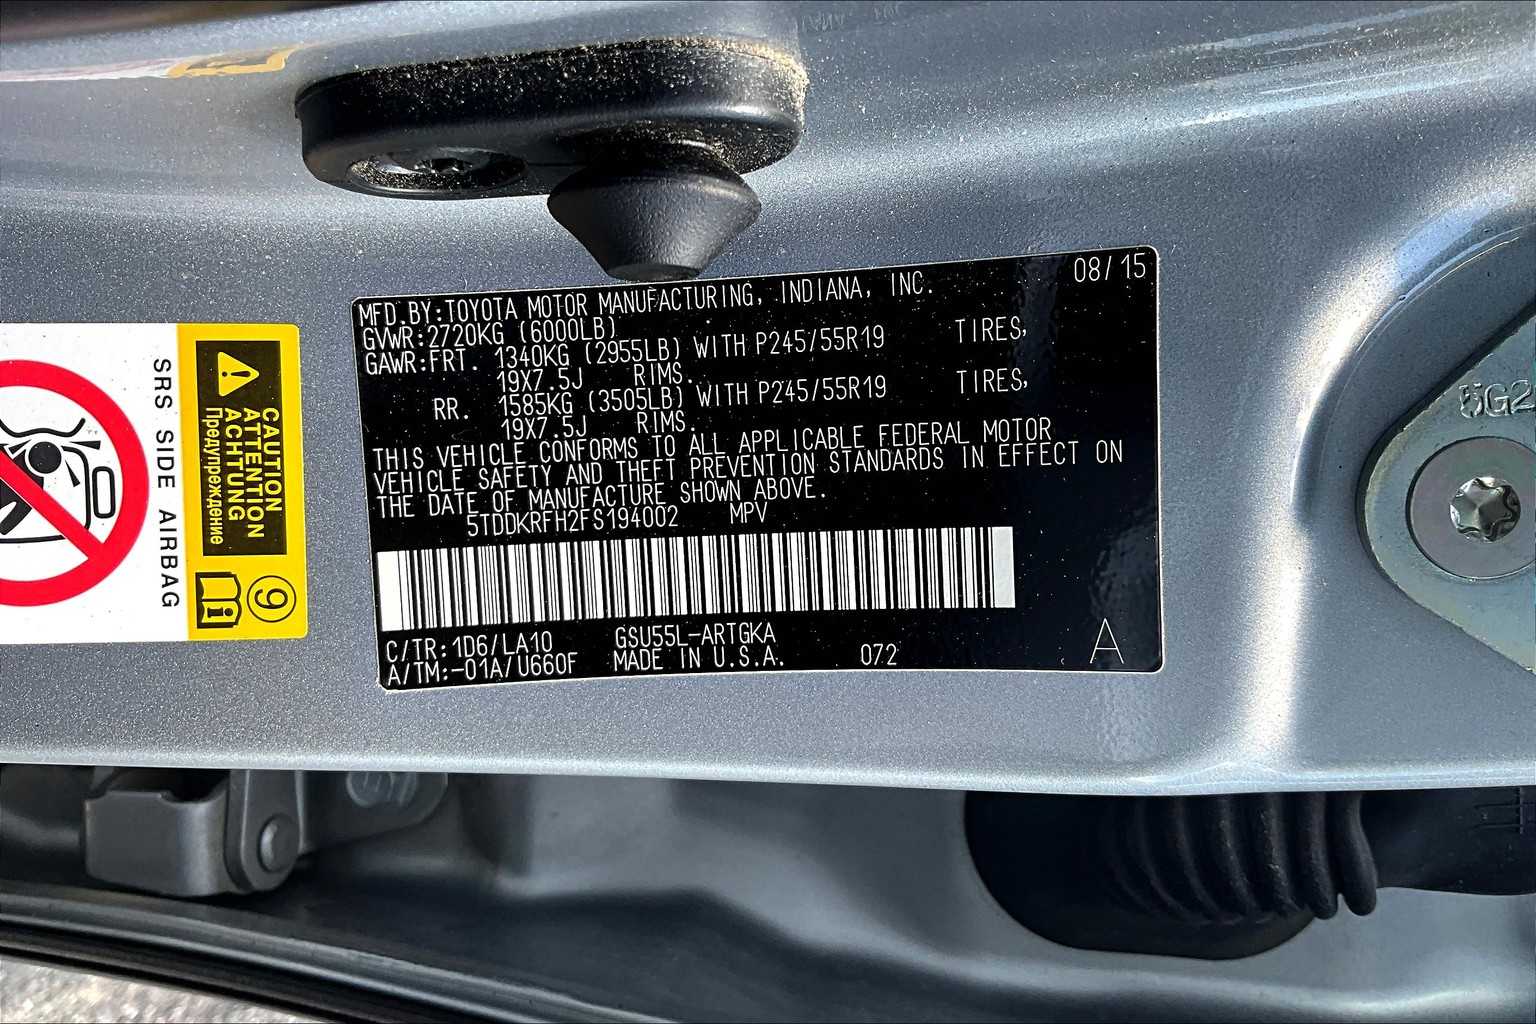 MFD.BY:TOYOTA MOTOR MANUFACTURING, INDIANA, INC. 08/15
GVWR:2720KG (6000LB)
GAWR:FRT. 1340KG (2955LB) WITH P245/55R19 TIRES,
19X7.5J RIMS.
RR. 1585KG (3505LB) WITH P245/55R19 TIRES,
19X7.5J RIMS.
THIS VEHICLE CONFORMS TO ALL APPLICABLE FEDERAL MOTOR
VEHICLE SAFETY AND THEFT PREVENTION STANDARDS IN EFFECT ON
THE DATE OF MANUFACTURE SHOWN ABOVE.
5TDDKRFH2FS194002 MPV
C/TR:1D6/LA10 GSU55L-ARTGKA
A/TM:-01A/U660F MADE IN U.S.A. 072 A
CAUTION
ATTENTION
ACHTUNG
Предупреждение
9
SRS SIDE AIRBAG
5G2